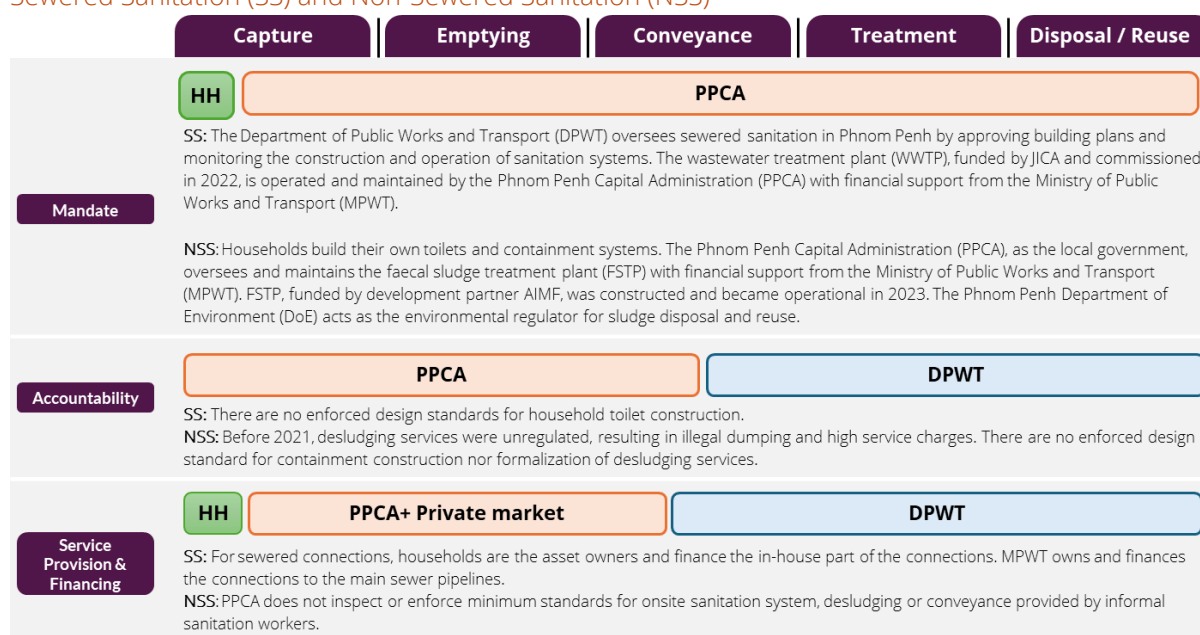 Sewered Sanitation (SS) and Non-Sewered Sanitation (NSS)
Capture
Emptying
Conveyance
Treatment
Disposal / Reuse
Mandate
HH
PPCA
SS: The Department of Public Works and Transport (DPWT) oversees sewered sanitation in Phnom Penh by approving building plans and
monitoring the construction and operation of sanitation systems. The wastewater treatment plant (WWTP), funded by JICA and commissioned
in 2022, is operated and maintained by the Phnom Penh Capital Administration (PPCA) with financial support from the Ministry of Public
Works and Transport (MPWT).
NSS: Households build their own toilets and containment systems. The Phnom Penh Capital Administration (PPCA), as the local government,
oversees and maintains the faecal sludge treatment plant (FSTP) with financial support from the Ministry of Public Works and Transport
(MPWT). FSTP, funded by development partner AIMF, was constructed and became operational in 2023. The Phnom Penh Department of
Environment (DoE) acts as the environmental regulator for sludge disposal and reuse.
Accountability
PPCA
DPWT
SS: There are no enforced design standards for household toilet construction.
NSS: Before 2021, desludging services were unregulated, resulting in illegal dumping and high service charges. There are no enforced design
standard for containment construction nor formalization of desludging services.
Service
Provision &
Financing
HH
PPCA+ Private market
DPWT
SS: For sewered connections, households are the asset owners and finance the in-house part of the connections. MPWT owns and finances
the connections to the main sewer pipelines.
NSS: PPCA does not inspect or enforce minimum standards for onsite sanitation system, desludging or conveyance provided by informal
sanitation workers.